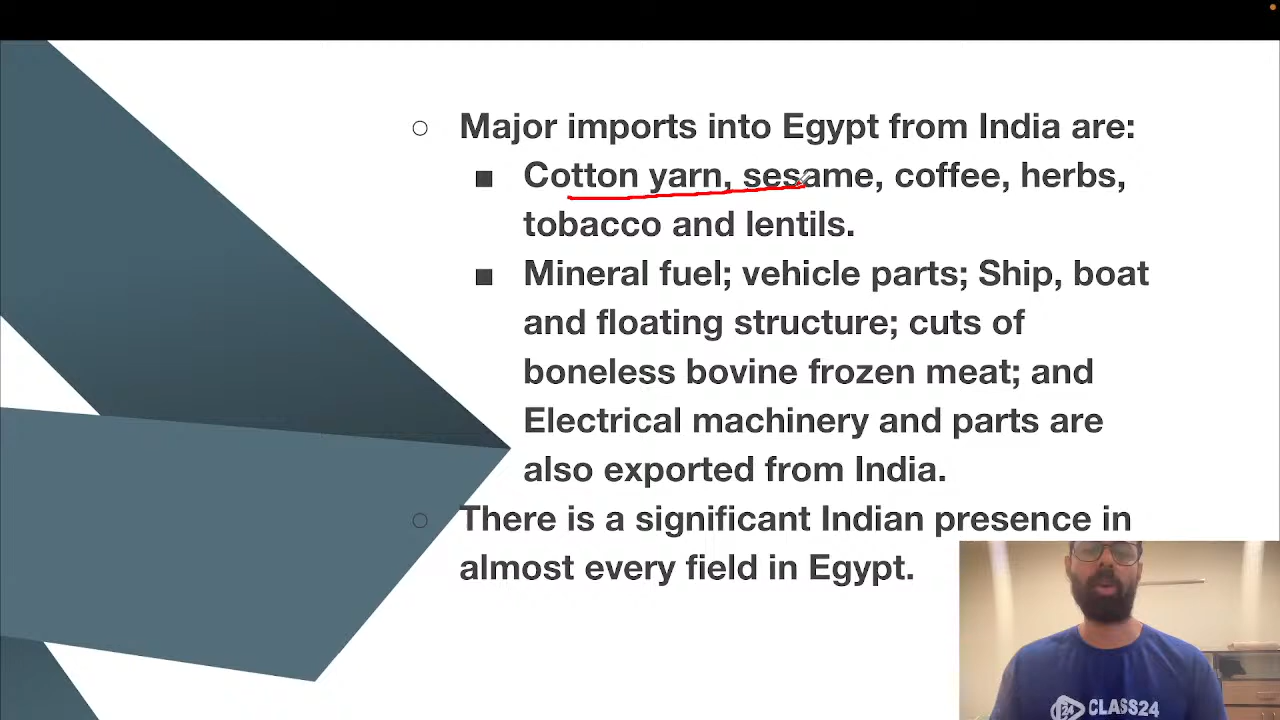 Major imports into Egypt from India are:
Cotton yarn, sesame, coffee, herbs,
tobacco and lentils.
Mineral fuel; vehicle parts; Ship, boat
and floating structure; cuts of
boneless bovine frozen meat; and
Electrical machinery and parts are
also exported from India.
There is a significant Indian presence in
almost every field in Egypt.
24 CLASS24